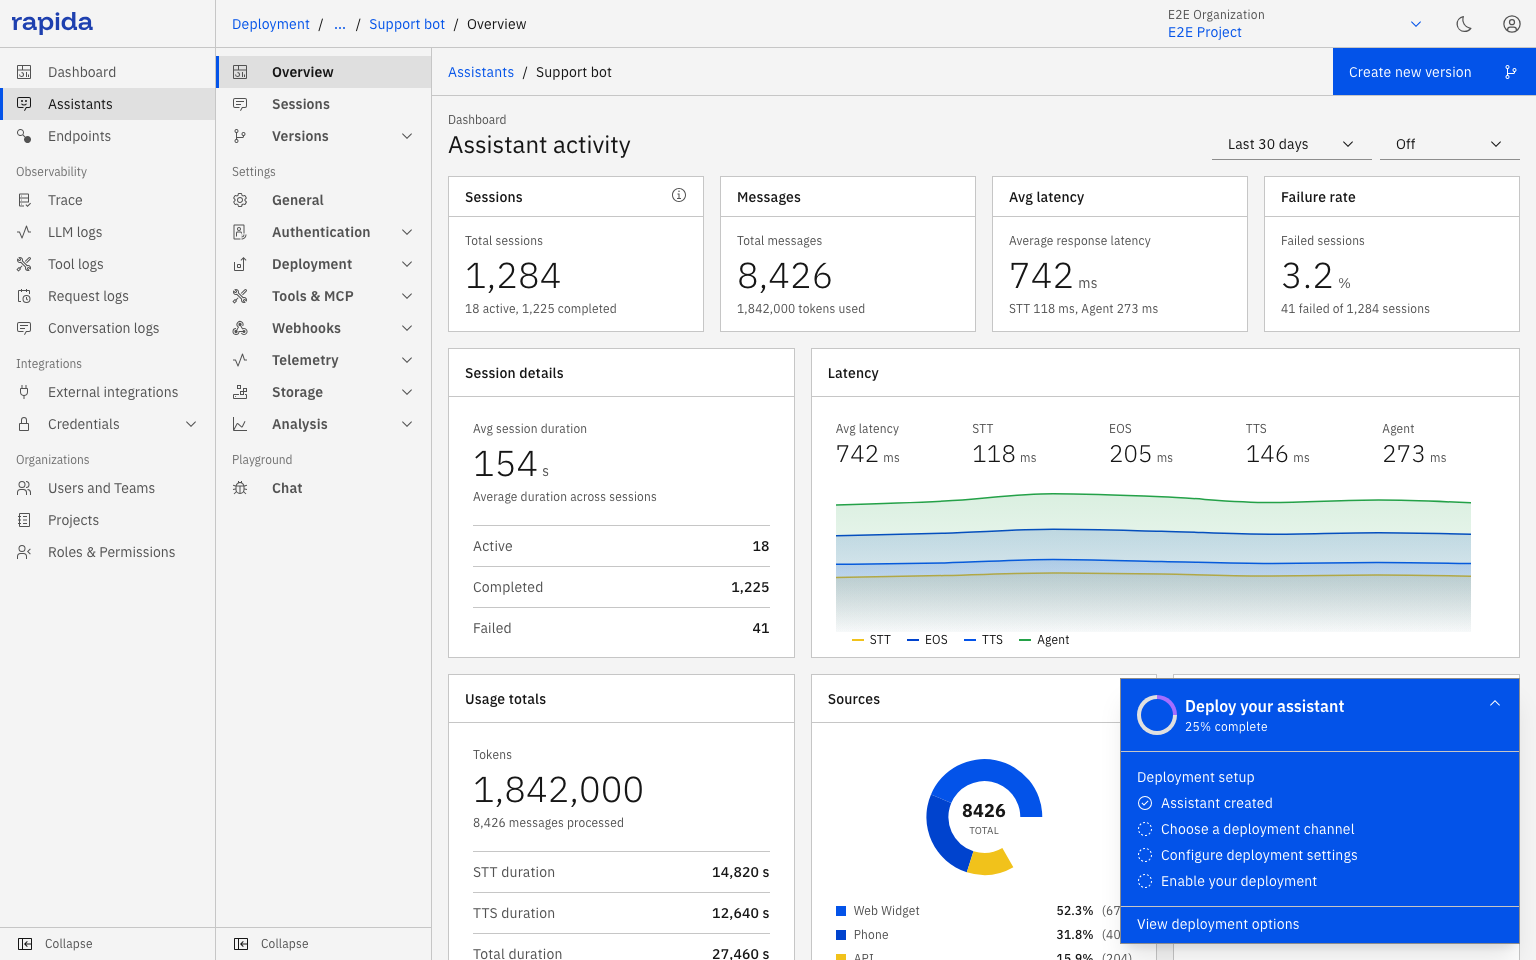 rapida
Deployment / ... / Support bot / Overview
E2E Organization
E2E Project
Dashboard
Assistants
Endpoints
Observability
Trace
LLM logs
Tool logs
Request logs
Conversation logs
Integrations
External integrations
Credentials
Organizations
Users and Teams
Projects
Roles & Permissions
Collapse
Overview
Sessions
Versions
Settings
General
Authentication
Deployment
Tools & MCP
Webhooks
Telemetry
Storage
Analysis
Playground
Chat
Collapse
Assistants / Support bot
Create new version
Dashboard
Assistant activity
Last 30 days
Off
Sessions
Total sessions
1,284
18 active, 1,225 completed
Messages
Total messages
8,426
1,842,000 tokens used
Avg latency
Average response latency
742 ms
STT 118 ms, Agent 273 ms
Failure rate
Failed sessions
3.2 %
41 failed of 1,284 sessions
Session details
Avg session duration
154 s
Average duration across sessions
Active 18
Completed 1,225
Failed 41
Latency
Avg latency STT EOS TTS Agent
742 ms 118 ms 205 ms 146 ms 273 ms
STT EOS TTS Agent
Usage totals
Tokens
1,842,000
8,426 messages processed
STT duration 14,820 s
TTS duration 12,640 s
Total duration 27,460 s
Sources
8426
TOTAL
Web Widget 52.3% (67
Phone 31.8% (40
API 15.9% (204)
Deploy your assistant
25% complete
Deployment setup
Assistant created
Choose a deployment channel
Configure deployment settings
Enable your deployment
View deployment options